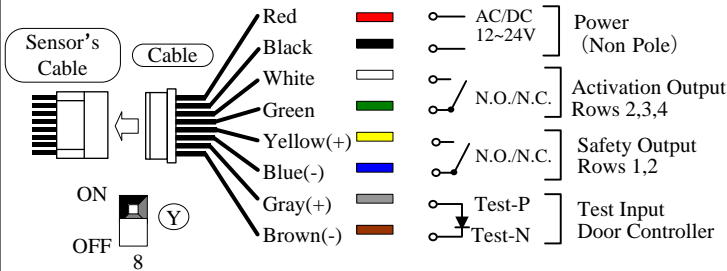 Sensor's
Cable
Cable
Red
AC/DC
12~24V
Power
(Non Pole)
Black
White
N.O./N.C.
Activation Output
Rows 2,3,4
Green
Yellow(+)
N.O./N.C.
Safety Output
Rows 1,2
Blue(-)
Gray(+)
Test-P
Test Input
Door Controller
Brown(-)
Test-N
ON
Y
OFF
8